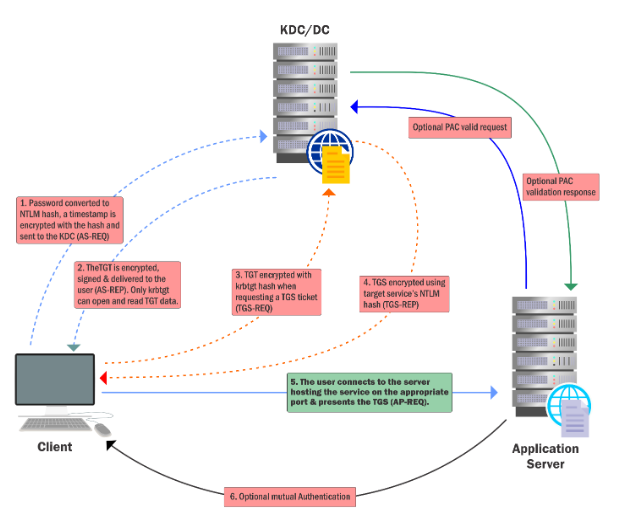 KDC/DC
Optional PAC valid request
Optional PAC
validation response
1. Password converted to
NTLM hash, a timestamp is
encrypted with the hash and
sent to the KDC (AS-REQ)
2. TheTGT is encrypted,
signed & delivered to the
user (AS-REP). Only krbtgt
can open and read TGT data.
3. TGT encrypted with
krbtgt hash when
requesting a TGS ticket
(TGS-REQ)
4. TGS encrypted using
target service's NTLM
hash (TGS-REP)
5. The user connects to the server
hosting the service on the appropriate
port & presents the TGS (AP-REQ).
Client
Application
Server
6. Optional mutual Authentication